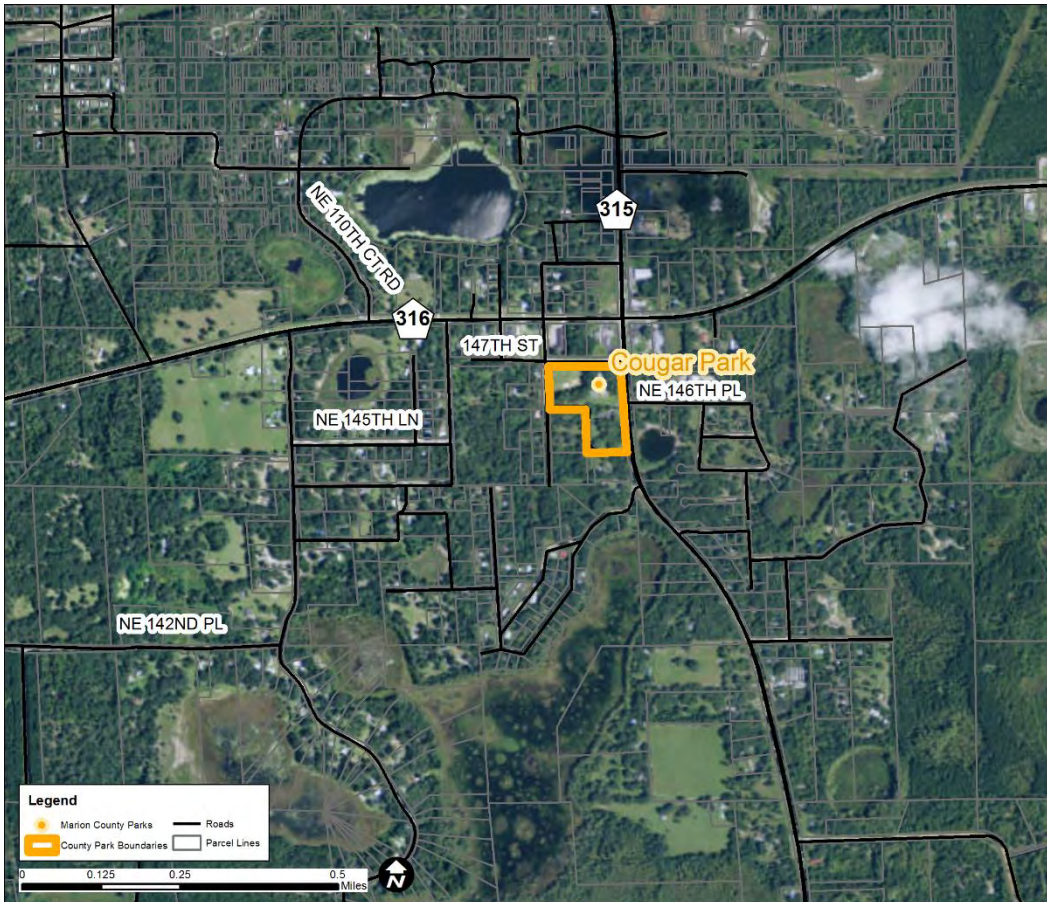 315
NE 110TH CT RD
316
147TH ST
Cougar Park
NE 146TH PL
NE 145TH LN
NE 142ND PL
Legend
Marion County Parks
Roads
County Park Boundaries
Parcel Lines
0 0.125 0.25 0.5
Miles
N